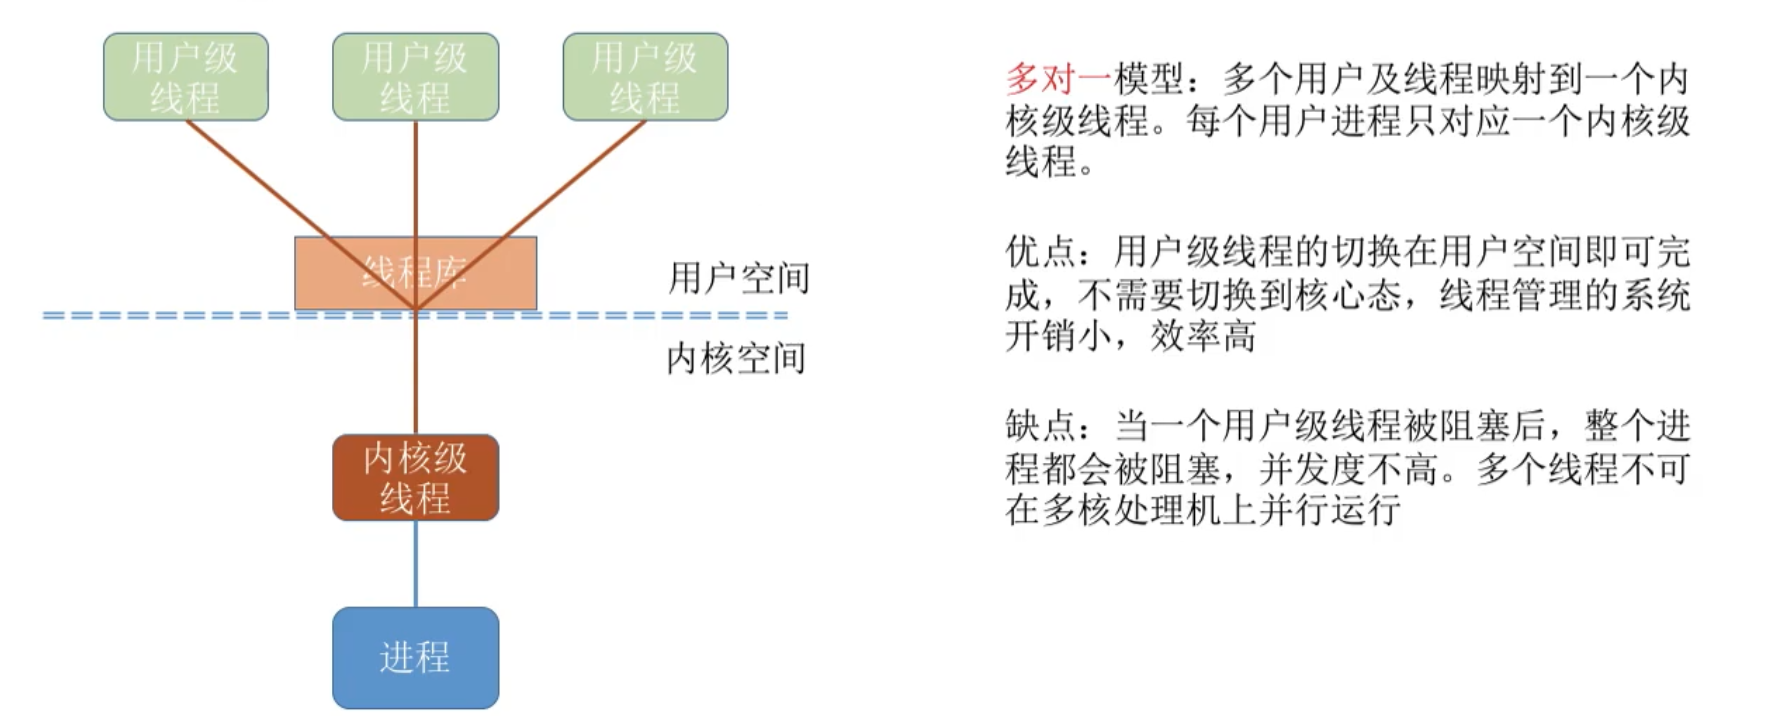 用户级
线程
用户级
线程
用户级
线程
线程库
用户空间
内核空间
内核级
线程
进程
多对一模型：多个用户及线程映射到一个内
核级线程。每个用户进程只对应一个内核级
线程。
优点：用户级线程的切换在用户空间即可完
成，不需要切换到核心态，线程管理的系统
开销小，效率高
缺点：当一个用户级线程被阻塞后，整个进
程都会被阻塞，并发度不高。多个线程不可
在多核处理机上并行运行